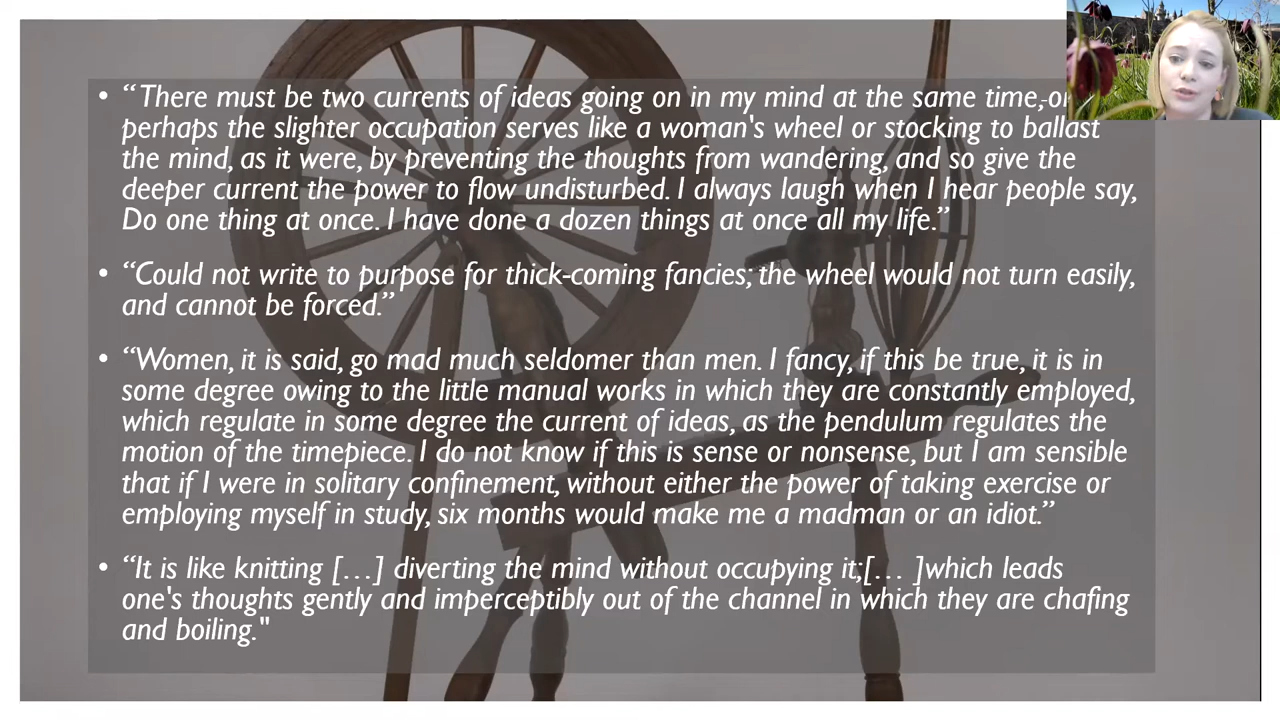 • “There must be two currents of ideas going on in my mind at the same time,-or
perhaps the slighter occupation serves like a woman's wheel or stocking to ballast
the mind, as it were, by preventing the thoughts from wandering, and so give the
deeper current the power to flow undisturbed. I always laugh when I hear people say,
Do one thing at once. I have done a dozen things at once all my life.”
• “Could not write to purpose for thick-coming fancies; the wheel would not turn easily,
and cannot be forced.”
• “Women, it is said, go mad much seldomer than men. I fancy, if this be true, it is in
some degree owing to the little manual works in which they are constantly employed,
which regulate in some degree the current of ideas, as the pendulum regulates the
motion of the timepiece. I do not know if this is sense or nonsense, but I am sensible
that if I were in solitary confinement, without either the power of taking exercise or
employing myself in study, six months would make me a madman or an idiot.”
• “It is like knitting […] diverting the mind without occupying it;[… ]which leads
one's thoughts gently and imperceptibly out of the channel in which they are chafing
and boiling."